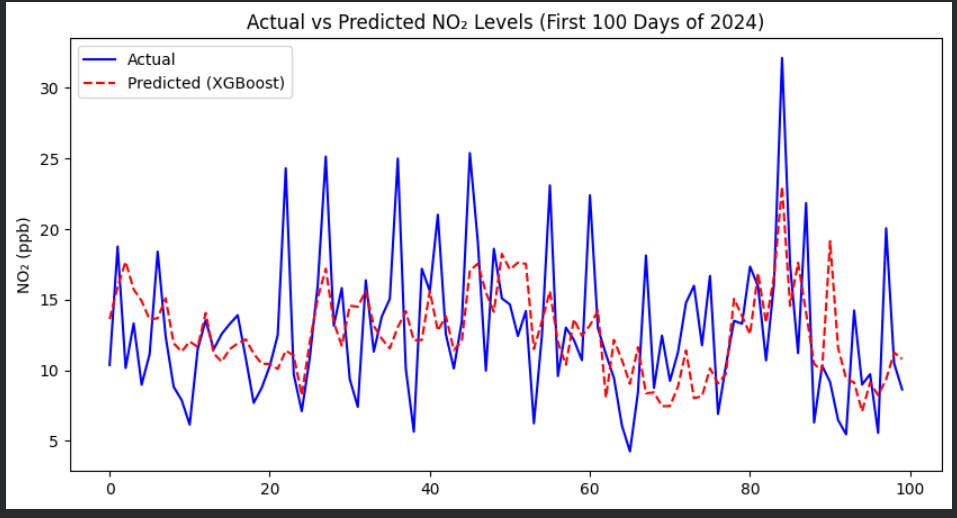 Actual vs Predicted NO₂ Levels (First 100 Days of 2024)
Actual
Predicted (XGBoost)
NO₂ (ppb)
30
25
20
15
10
5
0 20 40 60 80 100